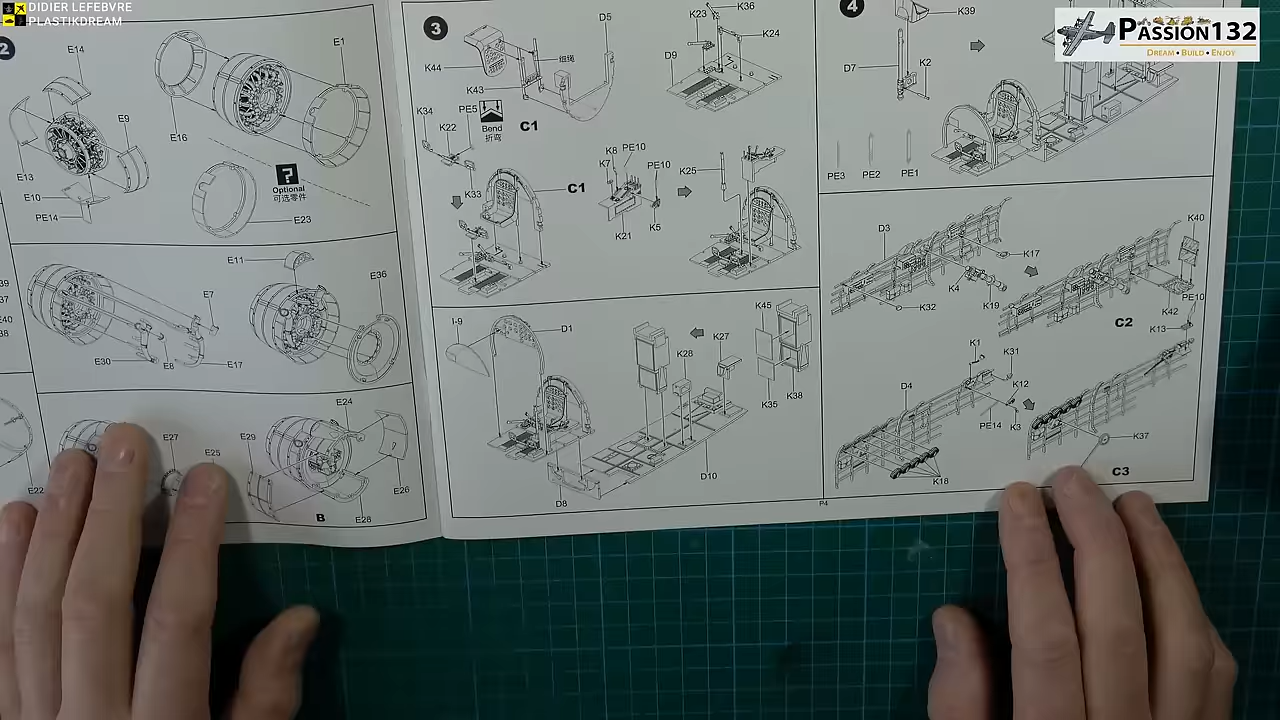 DIDIER LEFEBVRE
PLASTIKDREAM
PASSION132
DREAM • BUILD • ENJOY
2
E14
E1
E9
E16
E13
E10
PE14
?
Optional
可选零件
E23
E11
E36
E7
E30
E8
E17
E24
E27
E29
E25
E22
E26
E28
B
3
D5
K23
K36
K24
K44
D9
K43
K34
PE5
K22
Bend
折弯
C1
K33
C1
K8
PE10
K7
PE10
K25
K21
K5
I-9
D1
K45
K27
K28
K35
K38
D10
D8
4
K39
D7
K2
PE3
PE2
PE1
D3
K40
K17
K4
K19
K32
PE10
K42
C2
K13
K1
K31
K12
D4
PE14
K3
K37
K18
C3
P4